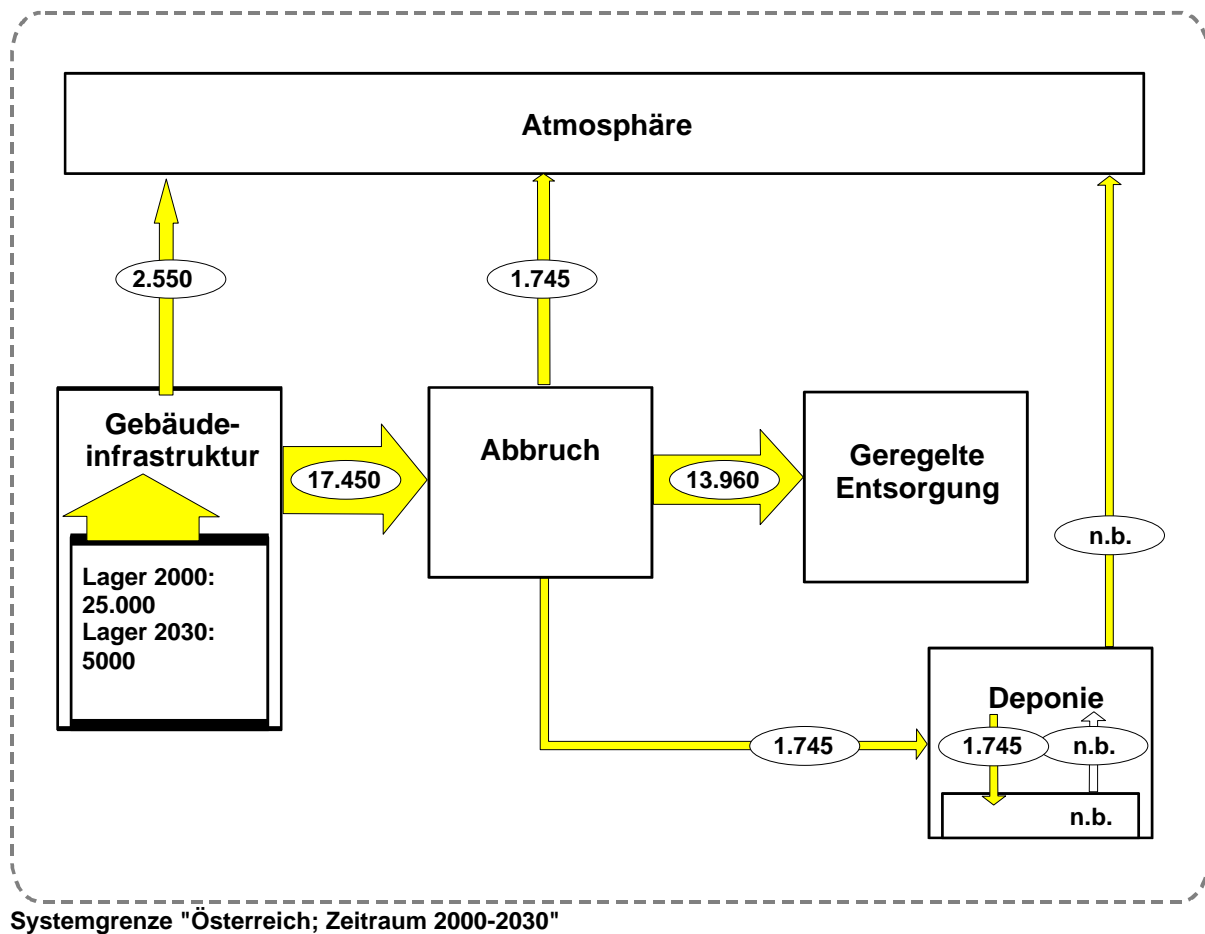 Atmosphäre
2.550
1.745
Gebäude-
infrastruktur
17.450
Abbruch
13.960
Geregelte
Entsorgung
n.b.
Lager 2000:
25.000
Lager 2030:
5000
1.745
Deponie
1.745
n.b.
n.b.
Systemgrenze "Österreich; Zeitraum 2000-2030"